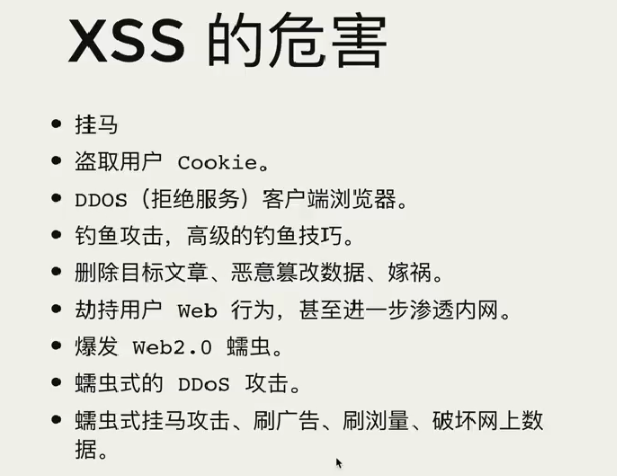 XSS 的危害
• 挂马
• 盗取用户 Cookie。
• DDOS（拒绝服务）客户端浏览器。
• 钓鱼攻击，高级的钓鱼技巧。
• 删除目标文章、恶意篡改数据、嫁祸。
• 劫持用户 Web 行为，甚至进一步渗透内网。
• 爆发 Web2.0 蠕虫。
• 蠕虫式的 DDoS 攻击。
• 蠕虫式挂马攻击、刷广告、刷浏量、破坏网上数
据。